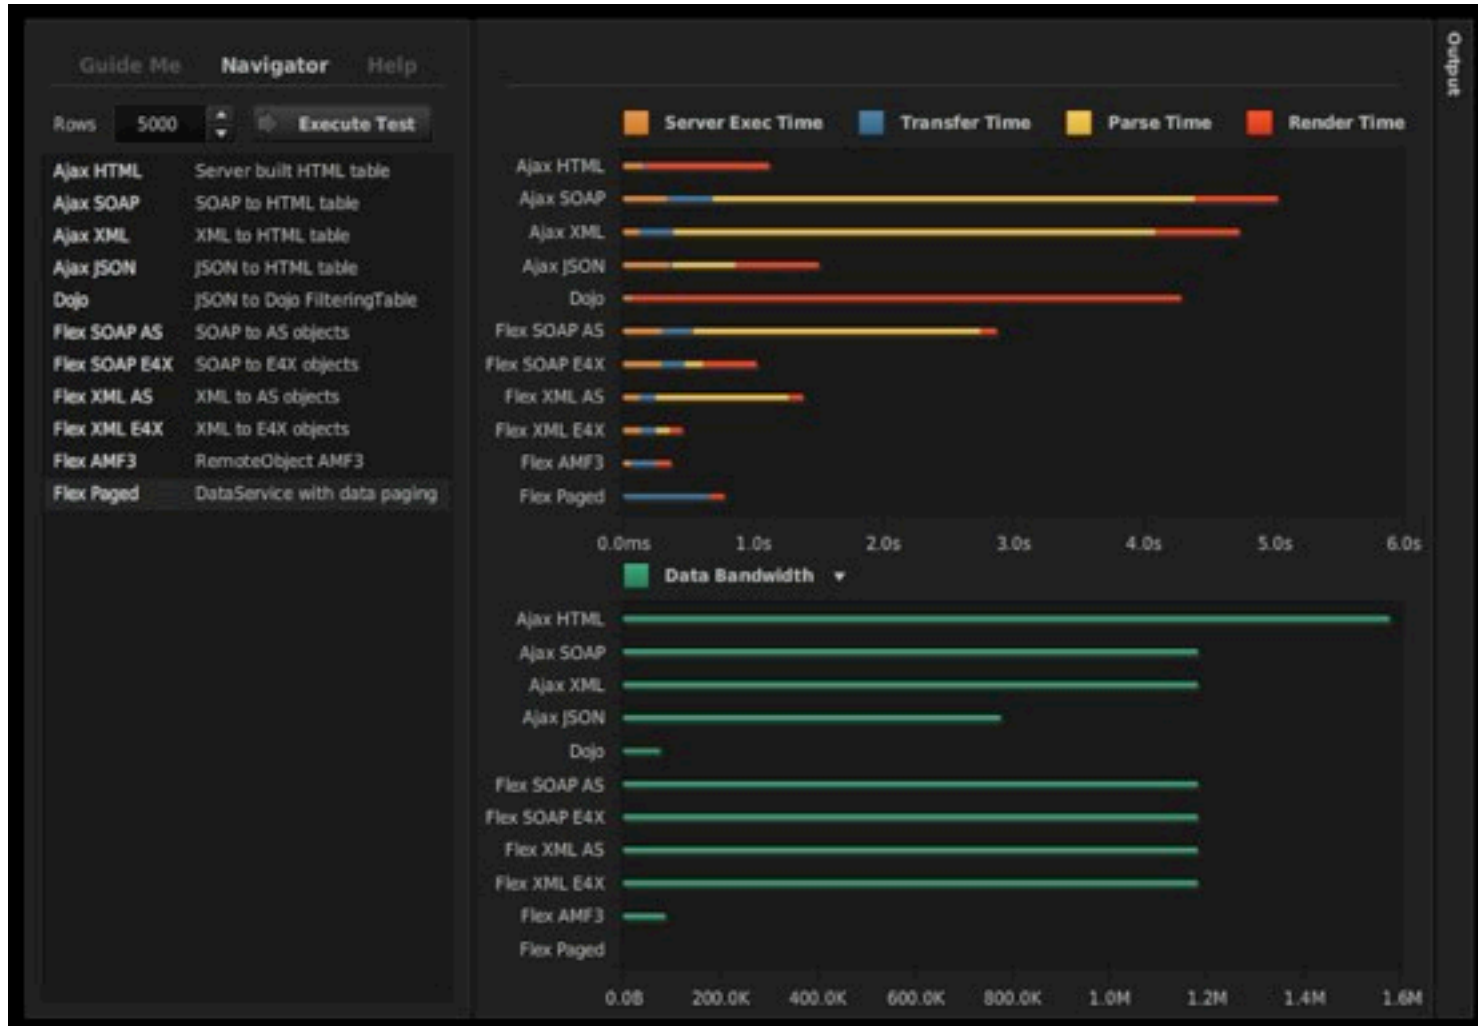 Guide Me Navigator Help
Rows 5000 Execute Test
Ajax HTML Server built HTML table
Ajax SOAP SOAP to HTML table
Ajax XML XML to HTML table
Ajax JSON JSON to HTML table
Dojo JSON to Dojo FilteringTable
Flex SOAP AS SOAP to AS objects
Flex SOAP E4X SOAP to E4X objects
Flex XML AS XML to AS objects
Flex XML E4X XML to E4X objects
Flex AMF3 RemoteObject AMF3
Flex Paged DataService with data paging
Server Exec Time Transfer Time Parse Time Render Time
Ajax HTML
Ajax SOAP
Ajax XML
Ajax JSON
Dojo
Flex SOAP AS
Flex SOAP E4X
Flex XML AS
Flex XML E4X
Flex AMF3
Flex Paged
0.0ms 1.0s 2.0s 3.0s 4.0s 5.0s 6.0s
Data Bandwidth
Ajax HTML
Ajax SOAP
Ajax XML
Ajax JSON
Dojo
Flex SOAP AS
Flex SOAP E4X
Flex XML AS
Flex XML E4X
Flex AMF3
Flex Paged
0.0B 200.0K 400.0K 600.0K 800.0K 1.0M 1.2M 1.4M 1.6M
Output